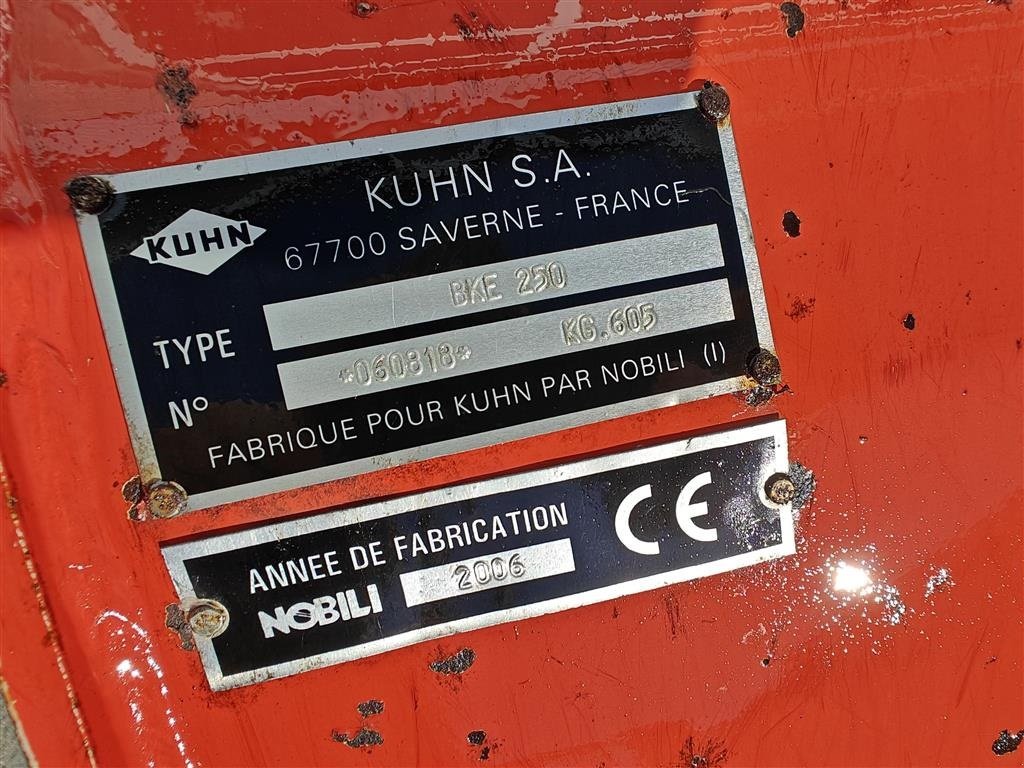 KUHN S.A.
KUHN
67700 SAVERNE - FRANCE
TYPE BKE 250
N° *060818* KG.605
FABRIQUE POUR KUHN PAR NOBILI (I)
ANNEE DE FABRICATION CE
NOBILI 2006